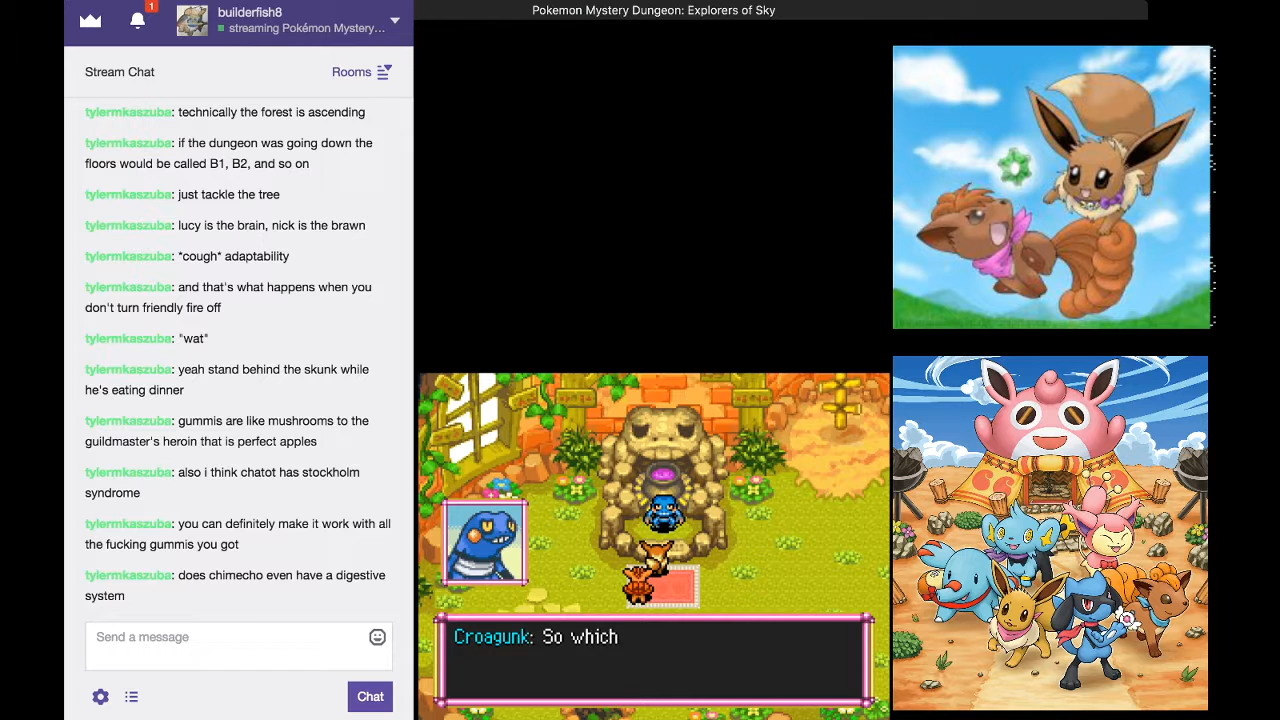 Pokemon Mystery Dungeon: Explorers of Sky
1
builderfish8
streaming Pokémon Mystery...
Stream Chat
Rooms
tylermkaszuba: technically the forest is ascending
tylermkaszuba: if the dungeon was going down the
floors would be called B1, B2, and so on
tylermkaszuba: just tackle the tree
tylermkaszuba: lucy is the brain, nick is the brawn
tylermkaszuba: *cough* adaptability
tylermkaszuba: and that's what happens when you
don't turn friendly fire off
tylermkaszuba: "wat"
tylermkaszuba: yeah stand behind the skunk while
he's eating dinner
tylermkaszuba: gummis are like mushrooms to the
guildmaster's heroin that is perfect apples
tylermkaszuba: also i think chatot has stockholm
syndrome
tylermkaszuba: you can definitely make it work with all
the fucking gummis you got
tylermkaszuba: does chimecho even have a digestive
system
Send a message
Chat
Croagunk: So which